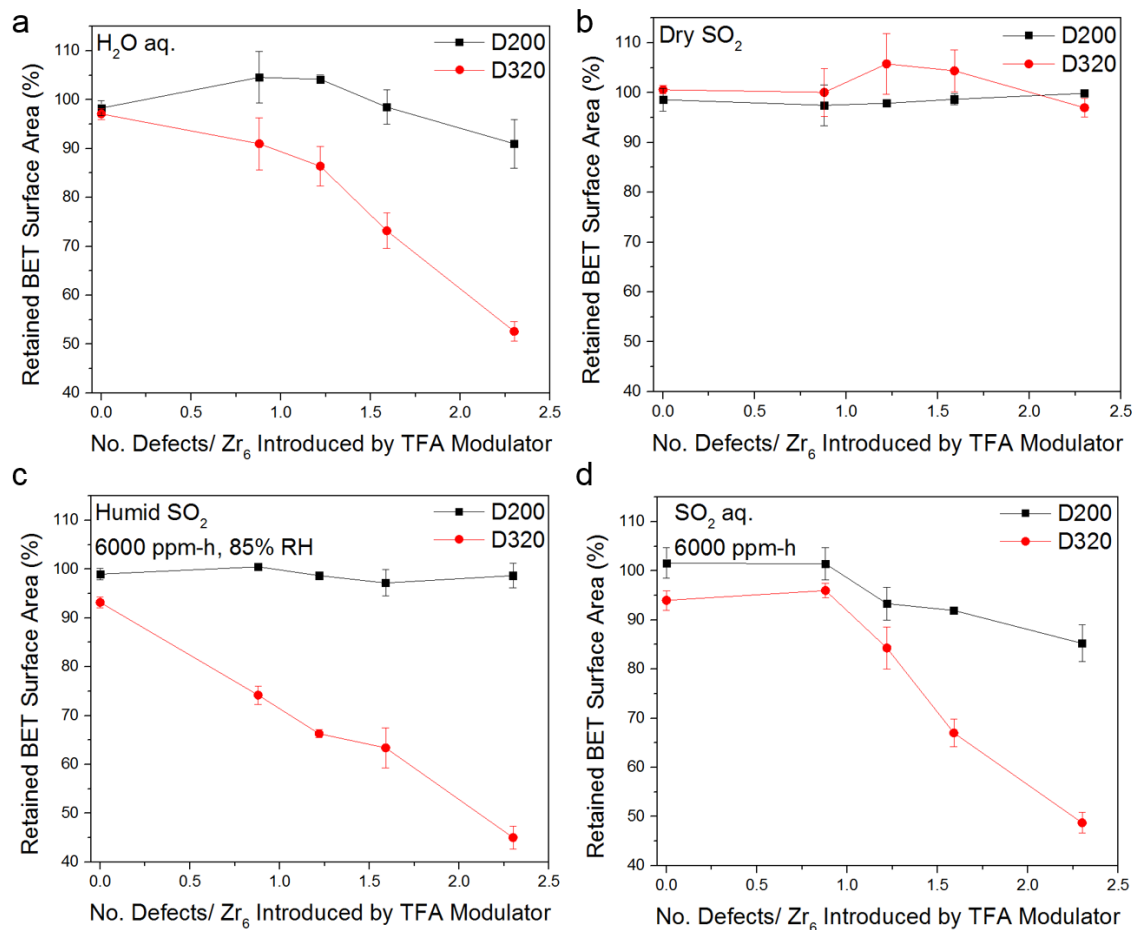 a
H₂O aq.
D200
D320
110
100
90
80
70
60
50
40
Retained BET Surface Area (%)
0.0 0.5 1.0 1.5 2.0 2.5
No. Defects/ Zr₆ Introduced by TFA Modulator
b
Dry SO₂
D200
D320
110
100
90
80
70
60
50
40
Retained BET Surface Area (%)
0.0 0.5 1.0 1.5 2.0 2.5
No. Defects/ Zr₆ Introduced by TFA Modulator
c
Humid SO₂
6000 ppm-h, 85% RH
D200
D320
110
100
90
80
70
60
50
40
Retained BET Surface Area (%)
0.0 0.5 1.0 1.5 2.0 2.5
No. Defects/ Zr₆ Introduced by TFA Modulator
d
SO₂ aq.
6000 ppm-h
D200
D320
110
100
90
80
70
60
50
40
Retained BET Surface Area (%)
0.0 0.5 1.0 1.5 2.0 2.5
No. Defects/ Zr₆ Introduced by TFA Modulator